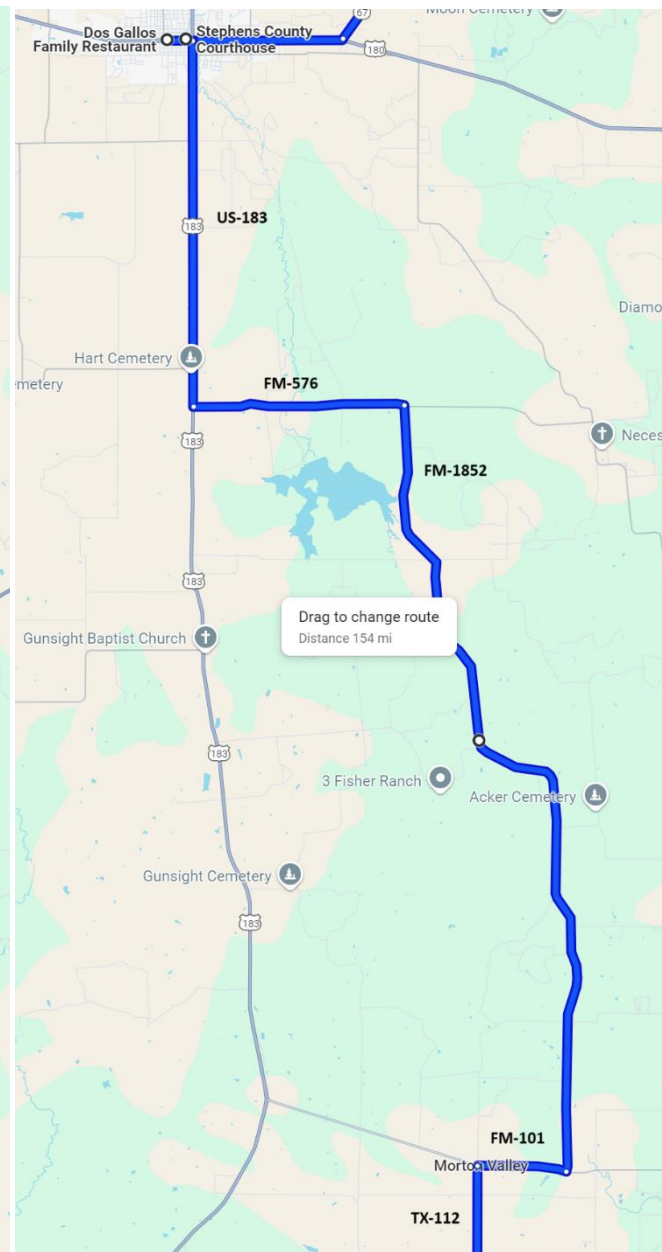 Moon Cemetery
67
Dos Gallos
Family Restaurant
Stephens County
Courthouse
180
US-183
183
Diamo
Hart Cemetery
emetery
FM-576
183
Neces
FM-1852
183
Drag to change route
Distance 154 mi
Gunsight Baptist Church
183
3 Fisher Ranch
Acker Cemetery
Gunsight Cemetery
183
FM-101
Morton Valley
TX-112